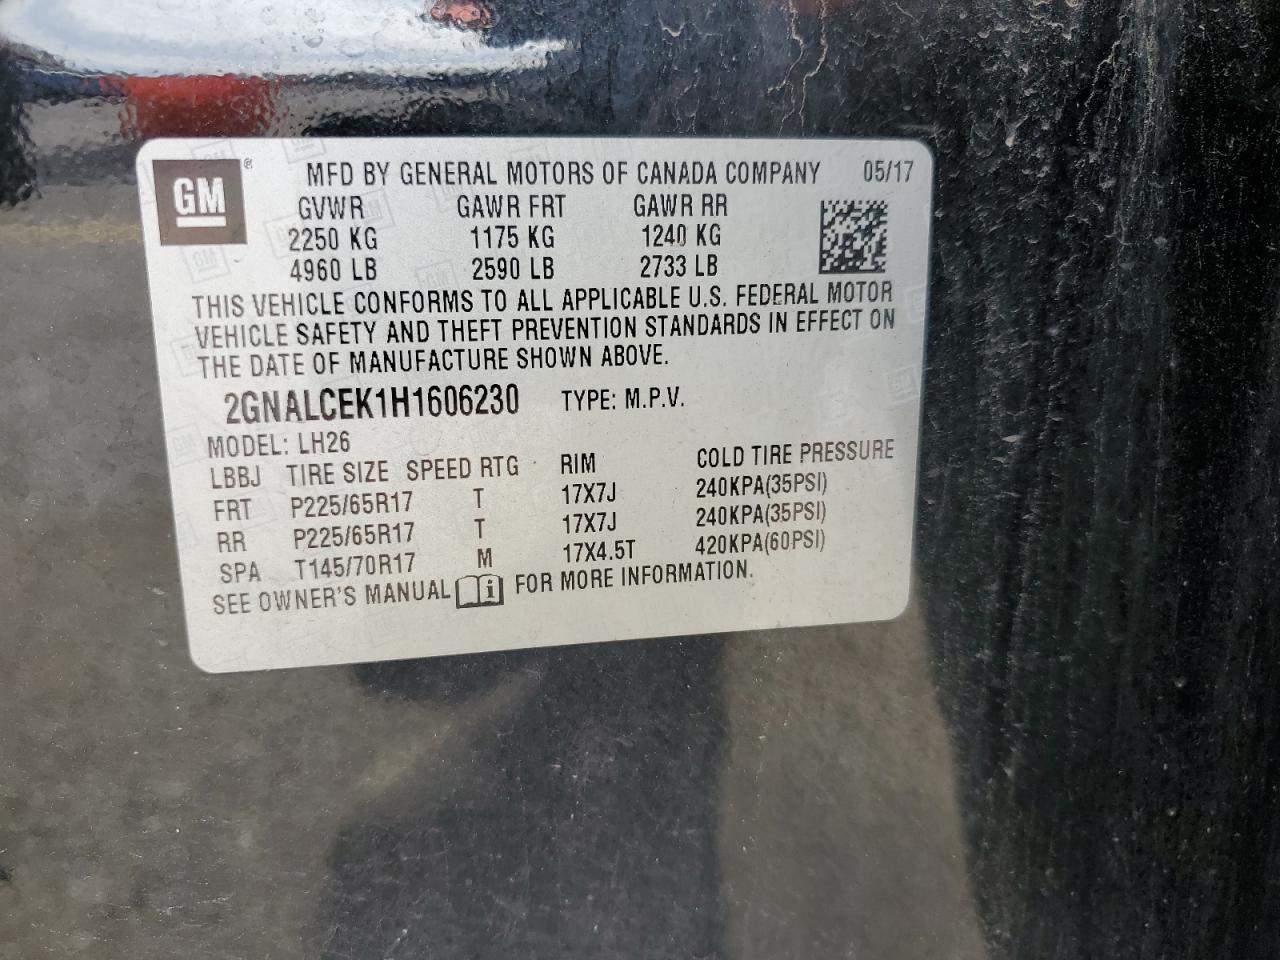 GM ® MFD BY GENERAL MOTORS OF CANADA COMPANY 05/17
GVWR GAWR FRT GAWR RR
2250 KG 1175 KG 1240 KG
4960 LB 2590 LB 2733 LB
THIS VEHICLE CONFORMS TO ALL APPLICABLE U.S. FEDERAL MOTOR
VEHICLE SAFETY AND THEFT PREVENTION STANDARDS IN EFFECT ON
THE DATE OF MANUFACTURE SHOWN ABOVE.
2GNALCEK1H1606230 TYPE: M.P.V.
MODEL: LH26
LBBJ TIRE SIZE SPEED RTG RIM COLD TIRE PRESSURE
FRT P225/65R17 T 17X7J 240KPA(35PSI)
RR P225/65R17 T 17X7J 240KPA(35PSI)
SPA T145/70R17 M 17X4.5T 420KPA(60PSI)
SEE OWNER'S MANUAL i FOR MORE INFORMATION.